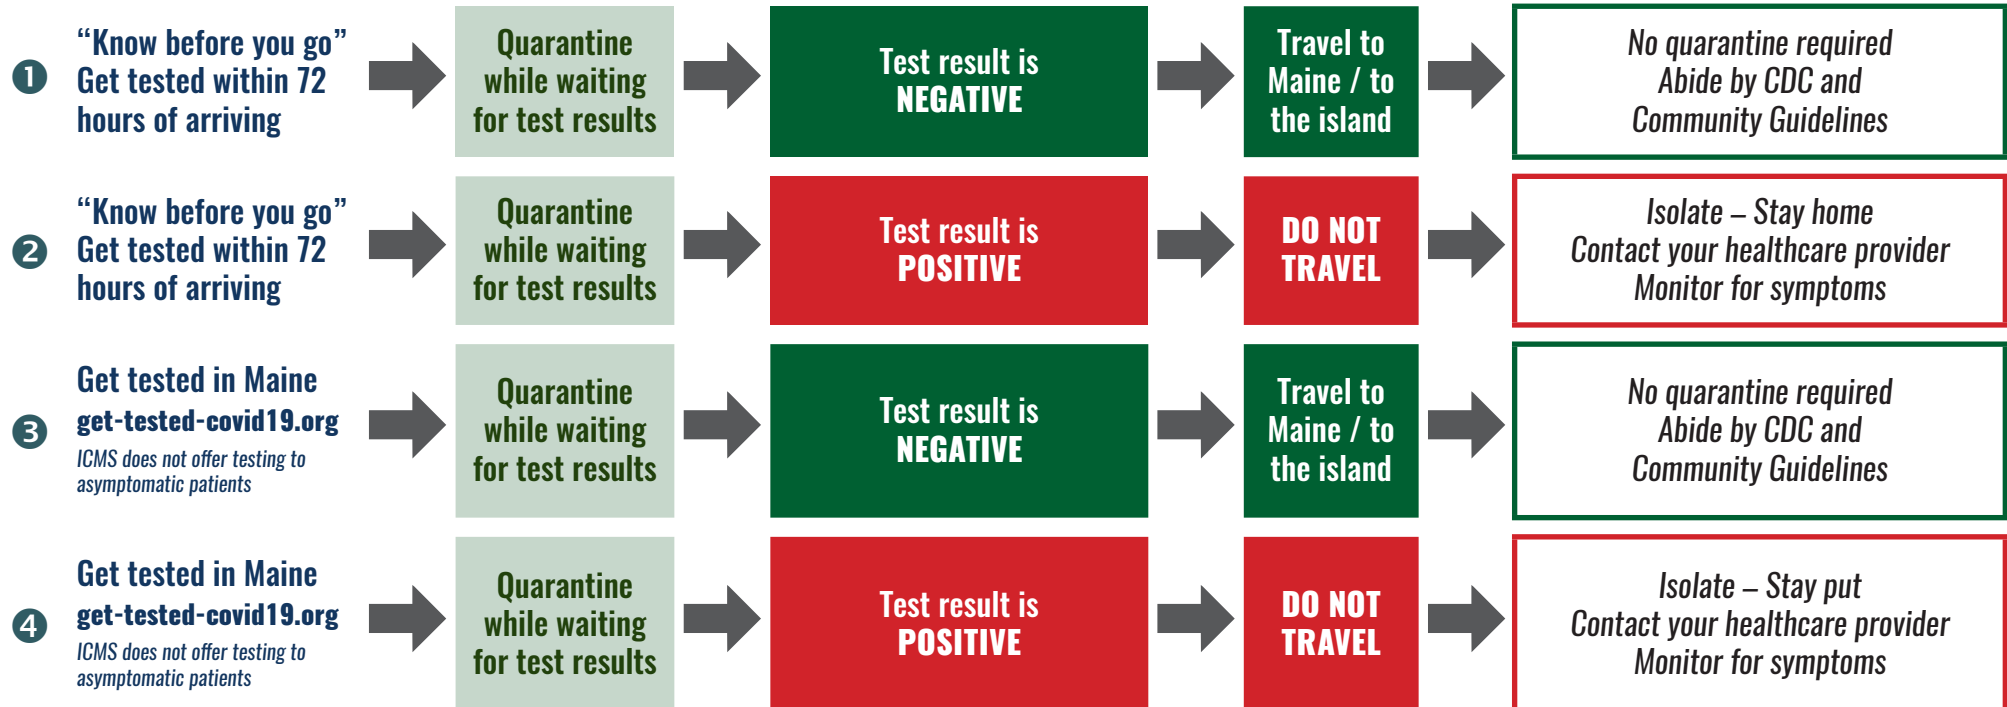 1
“Know before you go”
Get tested within 72
hours of arriving
Quarantine
while waiting
for test results
Test result is
NEGATIVE
Travel to
Maine / to
the island
No quarantine required
Abide by CDC and
Community Guidelines
2
“Know before you go”
Get tested within 72
hours of arriving
Quarantine
while waiting
for test results
Test result is
POSITIVE
DO NOT
TRAVEL
Isolate – Stay home
Contact your healthcare provider
Monitor for symptoms
3
Get tested in Maine
get-tested-covid19.org
ICMS does not offer testing to
asymptomatic patients
Quarantine
while waiting
for test results
Test result is
NEGATIVE
Travel to
Maine / to
the island
No quarantine required
Abide by CDC and
Community Guidelines
4
Get tested in Maine
get-tested-covid19.org
ICMS does not offer testing to
asymptomatic patients
Quarantine
while waiting
for test results
Test result is
POSITIVE
DO NOT
TRAVEL
Isolate – Stay put
Contact your healthcare provider
Monitor for symptoms